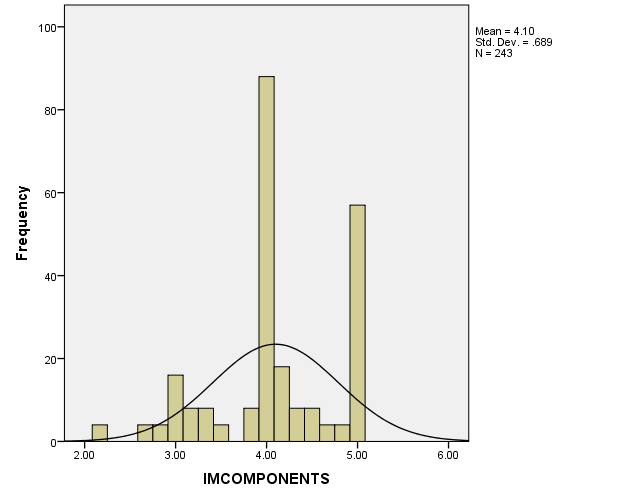 Mean = 4.10
Std. Dev. = .689
N = 243
100
80
60
40
20
0
Frequency
2.00 3.00 4.00 5.00 6.00
IMCOMPONENTS